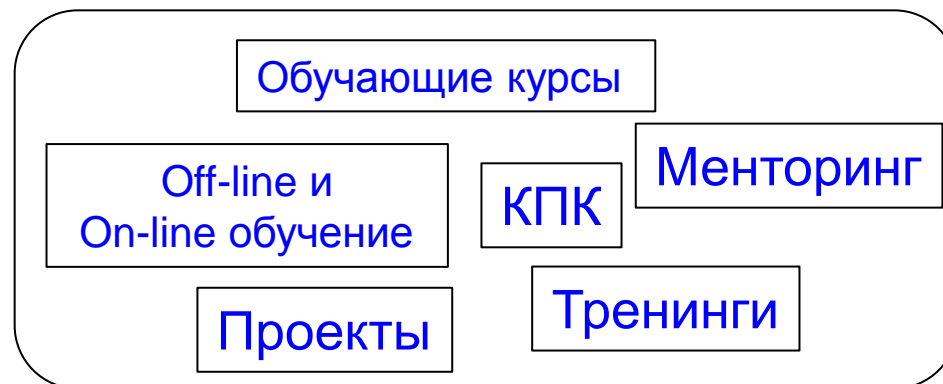 Обучающие курсы
Менторинг
Off-line и
On-line обучение
КПК
Тренинги
Проекты